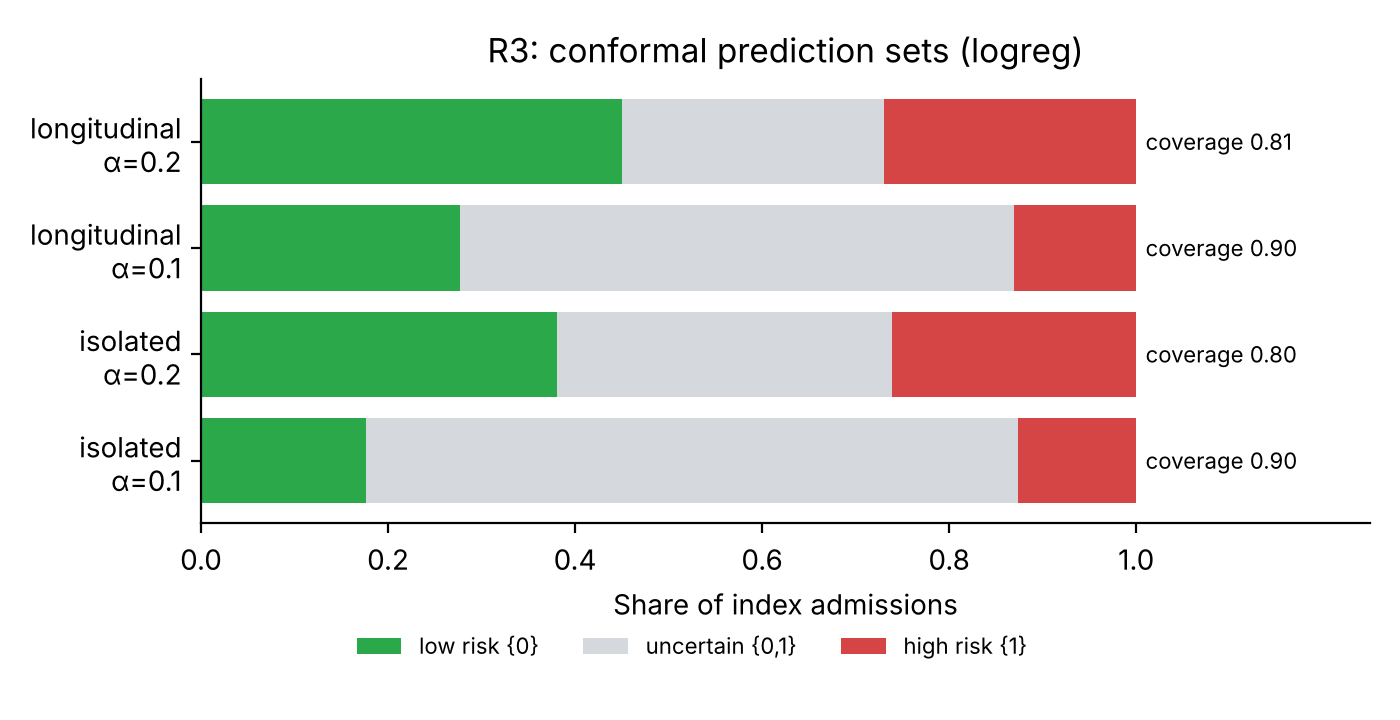 R3: conformal prediction sets (logreg)
longitudinal
α=0.2
coverage 0.81
longitudinal
α=0.1
coverage 0.90
isolated
α=0.2
coverage 0.80
isolated
α=0.1
coverage 0.90
0.0 0.2 0.4 0.6 0.8 1.0
Share of index admissions
low risk {0} uncertain {0,1} high risk {1}